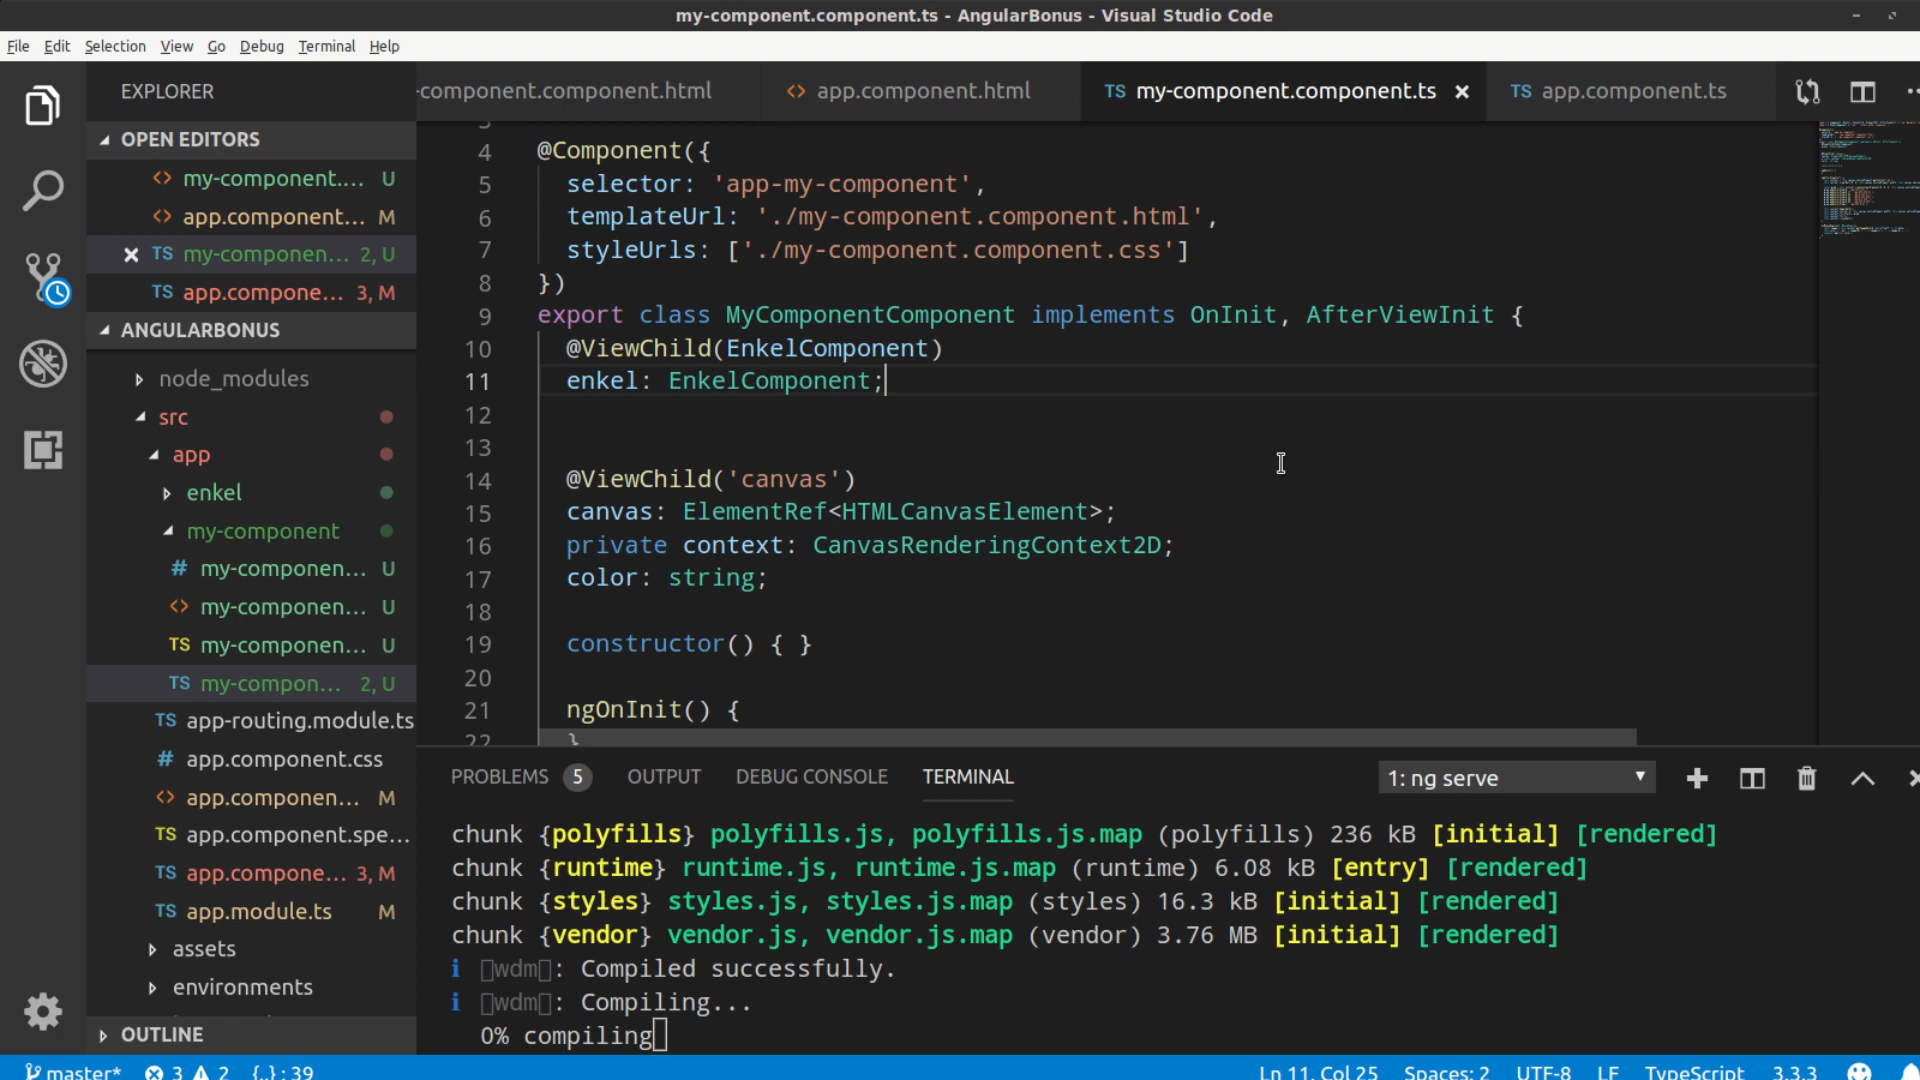 my-component.component.ts - AngularBonus - Visual Studio Code
File Edit Selection View Go Debug Terminal Help
EXPLORER
OPEN EDITORS
my-component.... U
app.component... M
TS my-componen... 2, U
TS app.compone... 3, M
ANGULARBONUS
node_modules
src
app
enkel
my-component
# my-componen... U
<> my-componen... U
TS my-componen... U
TS my-compon... 2, U
TS app-routing.module.ts
# app.component.css
<> app.componen... M
TS app.component.spe...
TS app.compone... 3, M
TS app.module.ts M
assets
environments
OUTLINE
-component.component.html
<> app.component.html
TS my-component.component.ts
TS app.component.ts
4 @Component({
5 selector: 'app-my-component',
6 templateUrl: './my-component.component.html',
7 styleUrls: ['./my-component.component.css']
8 })
9 export class MyComponentComponent implements OnInit, AfterViewInit {
10 @ViewChild(EnkelComponent)
11 enkel: EnkelComponent;
12
13
14 @ViewChild('canvas')
15 canvas: ElementRef<HTMLCanvasElement>;
16 private context: CanvasRenderingContext2D;
17 color: string;
18
19 constructor() { }
20
21 ngOnInit() {
22 }
PROBLEMS 5 OUTPUT DEBUG CONSOLE TERMINAL
1: ng serve
chunk {polyfills} polyfills.js, polyfills.js.map (polyfills) 236 kB [initial] [rendered]
chunk {runtime} runtime.js, runtime.js.map (runtime) 6.08 kB [entry] [rendered]
chunk {styles} styles.js, styles.js.map (styles) 16.3 kB [initial] [rendered]
chunk {vendor} vendor.js, vendor.js.map (vendor) 3.76 MB [initial] [rendered]
i ⌷wdm⌷: Compiled successfully.
i ⌷wdm⌷: Compiling...
0% compiling
master* 3 2 {..} : 39
Ln 11, Col 25 Spaces: 2 UTF-8 LF TypeScript 3.3.3